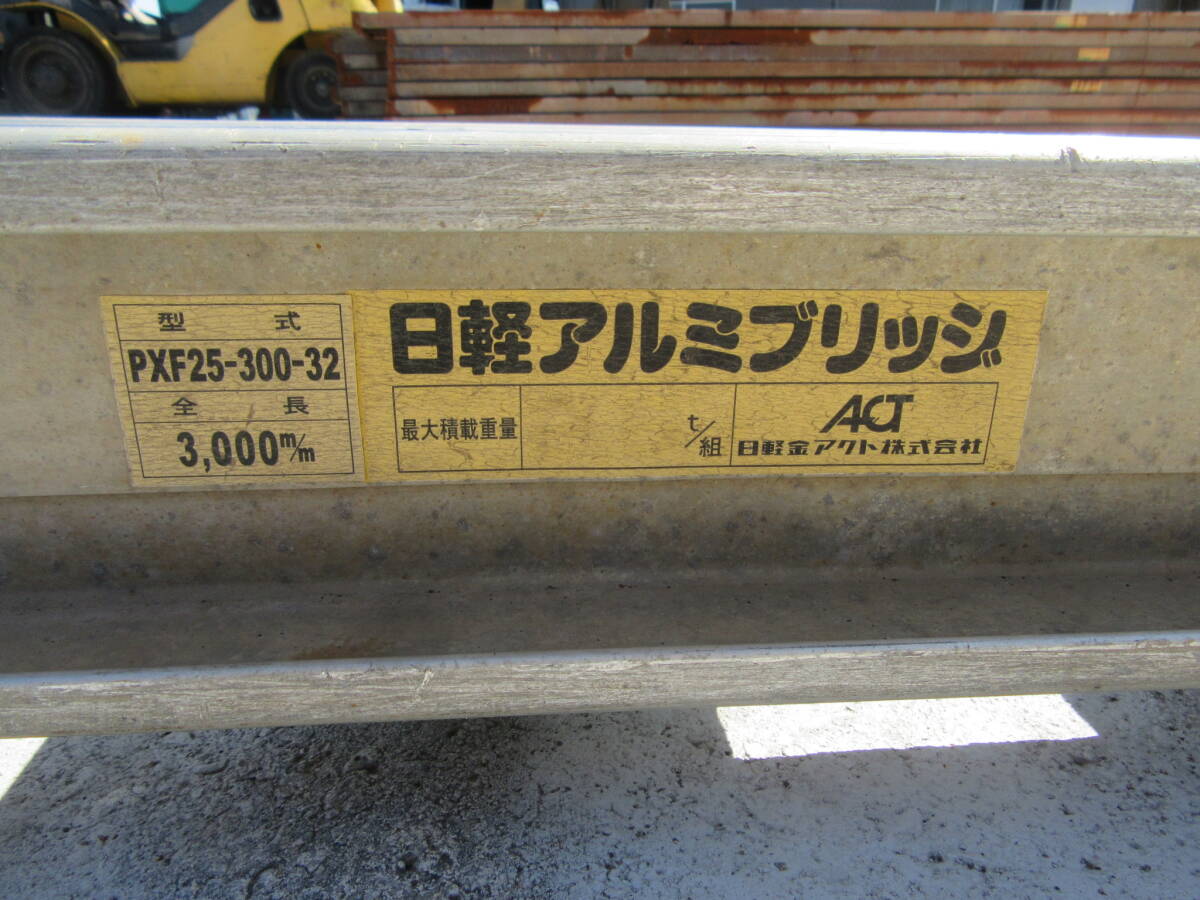 型式
PXF25-300-32
全長
3,000m/m
日軽アルミブリッジ
最大積載重量
t/組
ACT
日軽金アクト株式会社